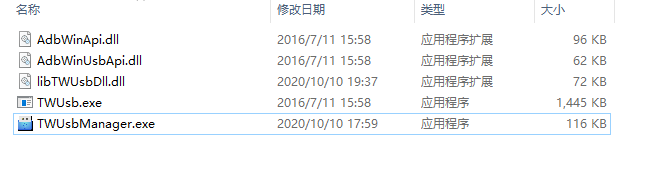 名称 修改日期 类型 大小
AdbWinApi.dll 2016/7/11 15:58 应用程序扩展 96 KB
AdbWinUsbApi.dll 2016/7/11 15:58 应用程序扩展 62 KB
libTWUsbDll.dll 2020/10/10 19:37 应用程序扩展 72 KB
TWUsb.exe 2016/7/11 15:58 应用程序 1,445 KB
TWUsbManager.exe 2020/10/10 17:59 应用程序 116 KB